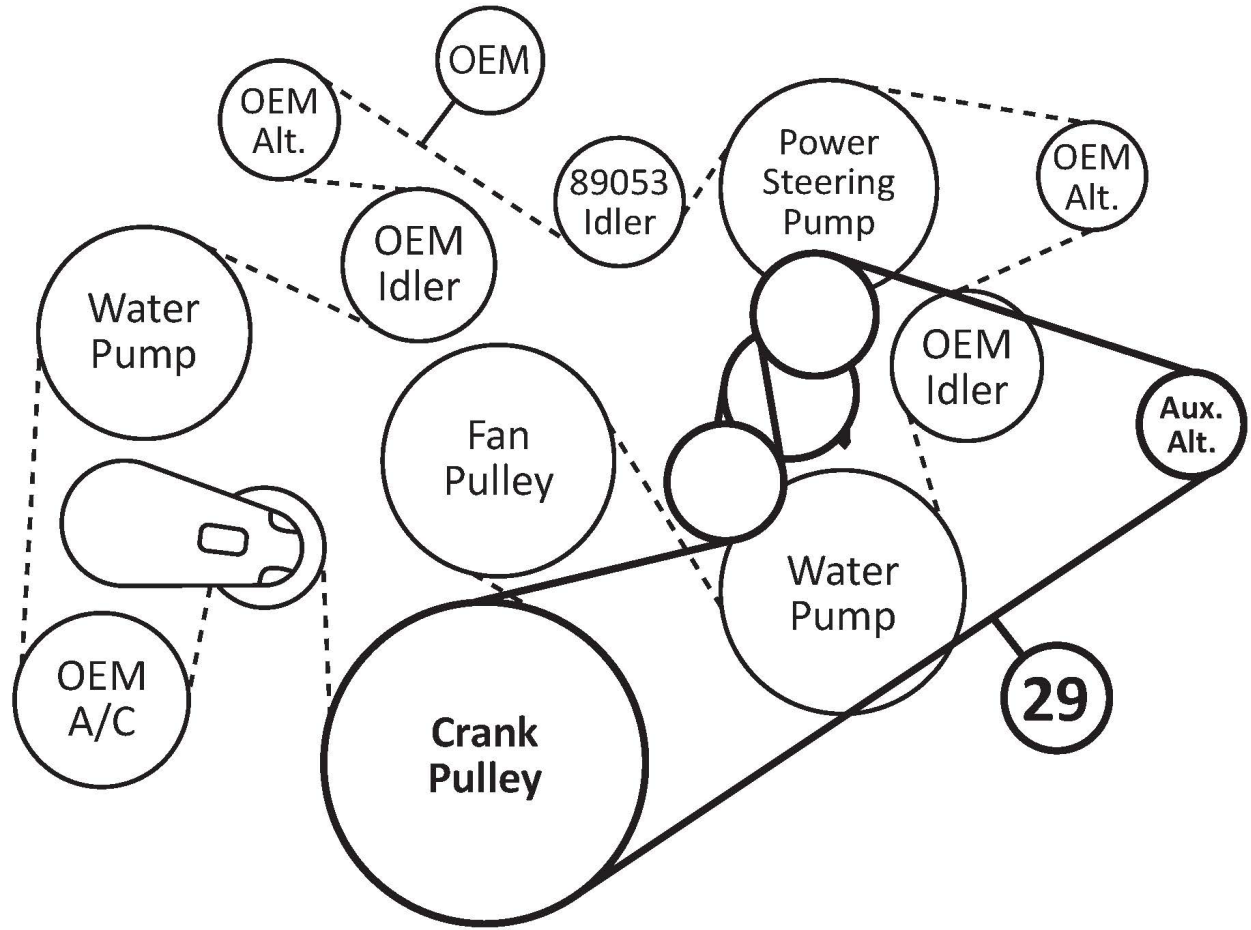 OEM
OEM
Alt.
Power
Steering
Pump
OEM
Alt.
89053
Idler
OEM
Idler
Water
Pump
OEM
Idler
Aux.
Alt.
Fan
Pulley
Water
Pump
OEM
A/C
29
Crank
Pulley